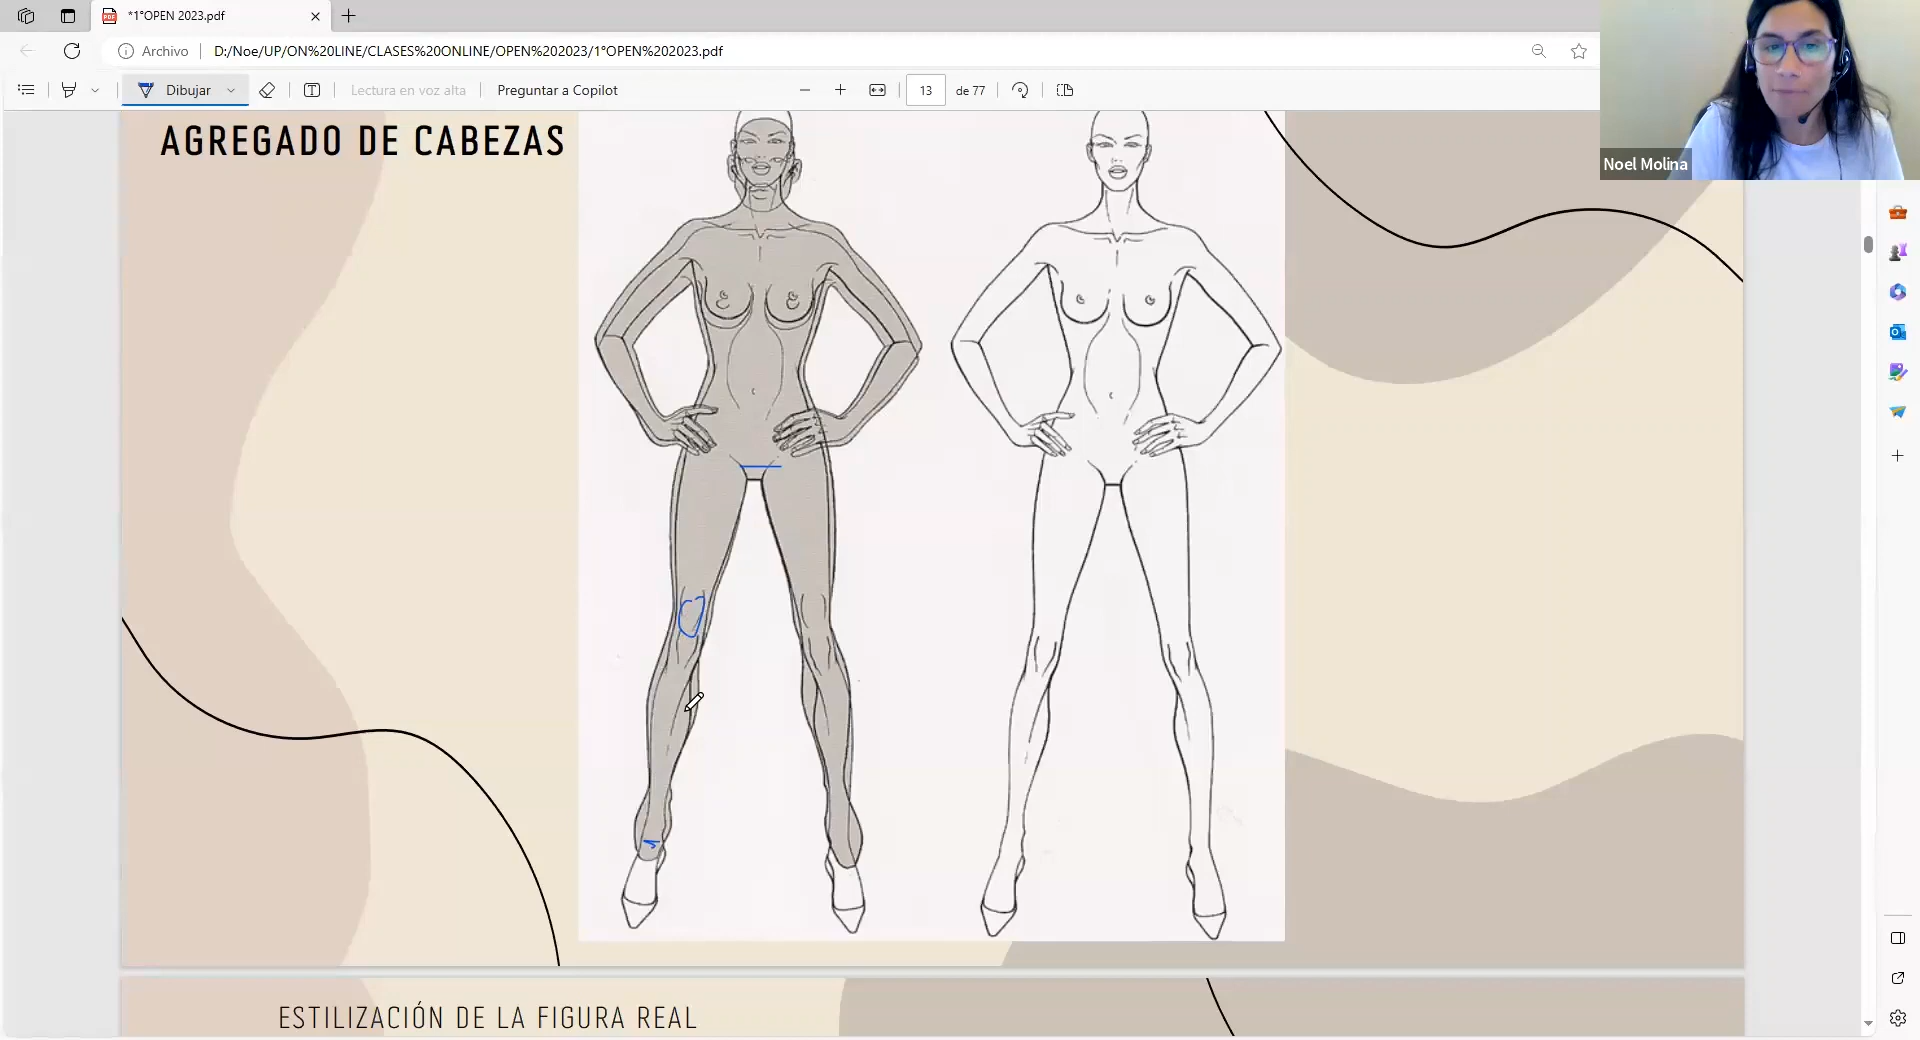 *1°OPEN 2023.pdf
Archivo
D:/Noe/UP/ON%20LINE/CLASES%20ONLINE/OPEN%202023/1°OPEN%202023.pdf
Dibujar
Lectura en voz alta
Preguntar a Copilot
13
de 77
Noel Molina
AGREGADO DE CABEZAS
ESTILIZACIÓN DE LA FIGURA REAL